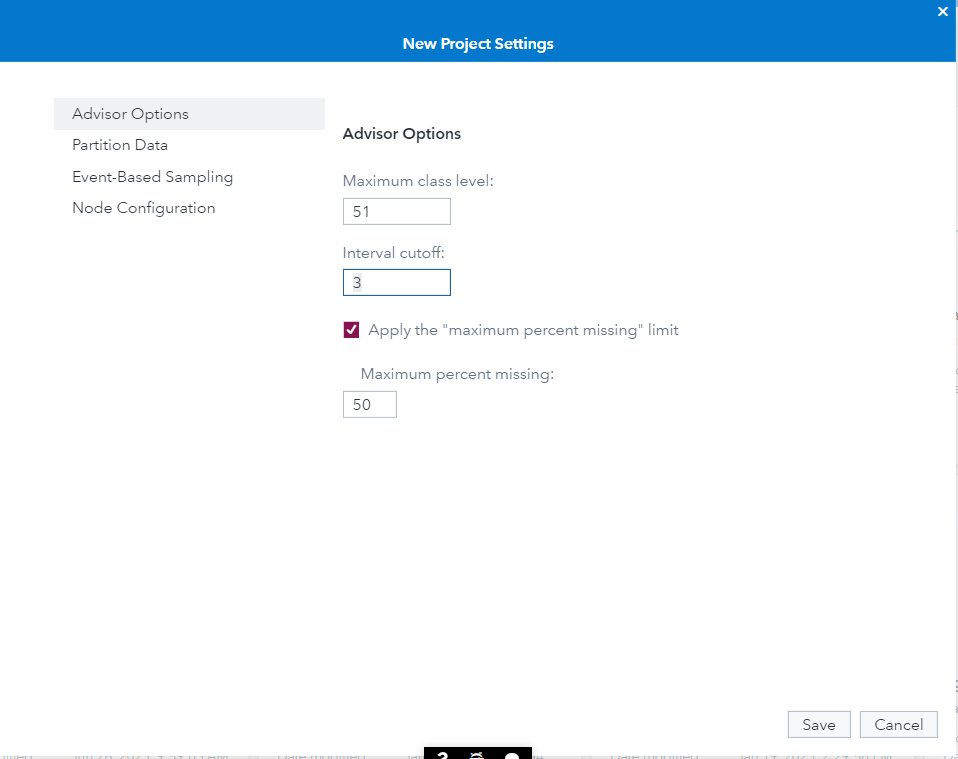 New Project Settings
Advisor Options
Partition Data
Event-Based Sampling
Node Configuration
Advisor Options
Maximum class level:
51
Interval cutoff:
3
Apply the "maximum percent missing" limit
Maximum percent missing:
50
Save
Cancel